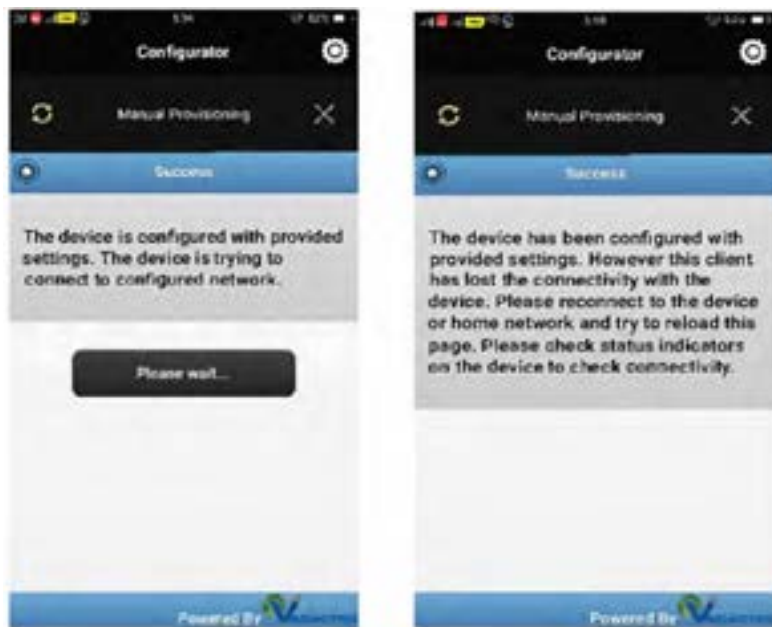 5:34
82%
Configurator
Manual Provisioning
Success
The device is configured with provided
settings. The device is trying to
connect to configured network.
Please wait...
Powered By
Configurator
Manual Provisioning
Success
The device has been configured with
provided settings. However this client
has lost the connectivity with the
device. Please reconnect to the device
or home network and try to reload this
page. Please check status indicators
on the device to check connectivity.
Powered By